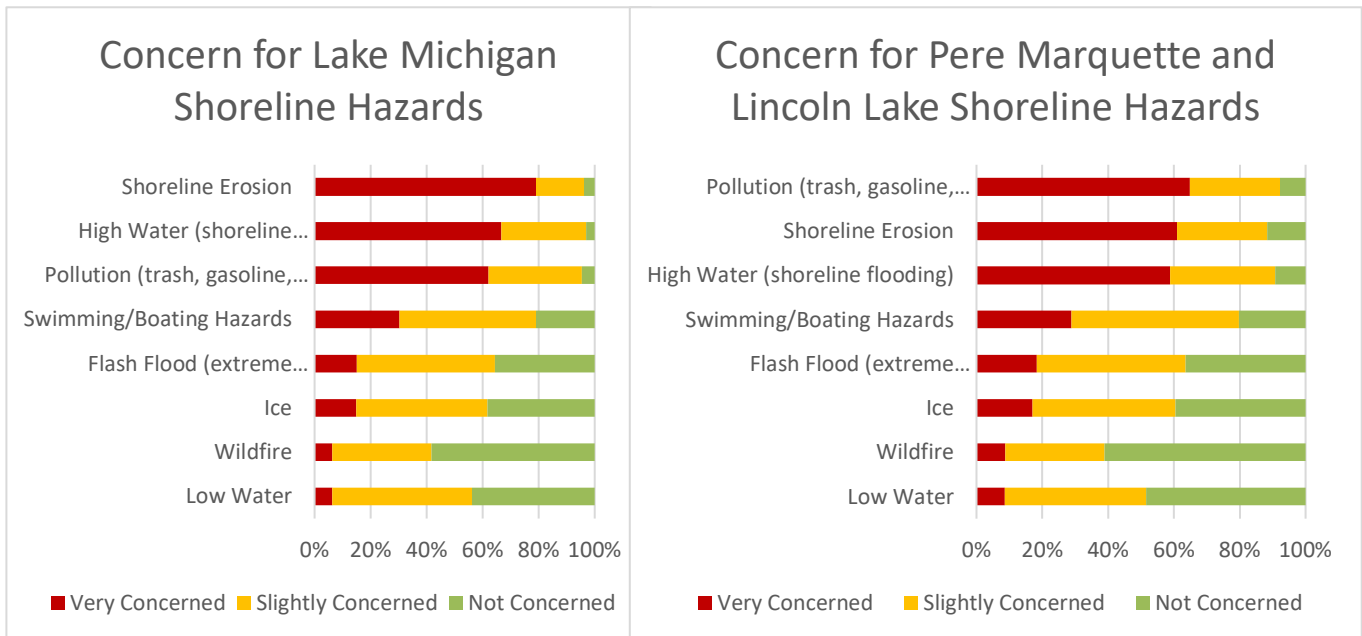 Concern for Lake Michigan
Shoreline Hazards
Shoreline Erosion
High Water (shoreline...
Pollution (trash, gasoline,...
Swimming/Boating Hazards
Flash Flood (extreme...
Ice
Wildfire
Low Water
0% 20% 40% 60% 80% 100%
Very Concerned Slightly Concerned Not Concerned
Concern for Pere Marquette and
Lincoln Lake Shoreline Hazards
Pollution (trash, gasoline,...
Shoreline Erosion
High Water (shoreline flooding)
Swimming/Boating Hazards
Flash Flood (extreme...
Ice
Wildfire
Low Water
0% 20% 40% 60% 80% 100%
Very Concerned Slightly Concerned Not Concerned